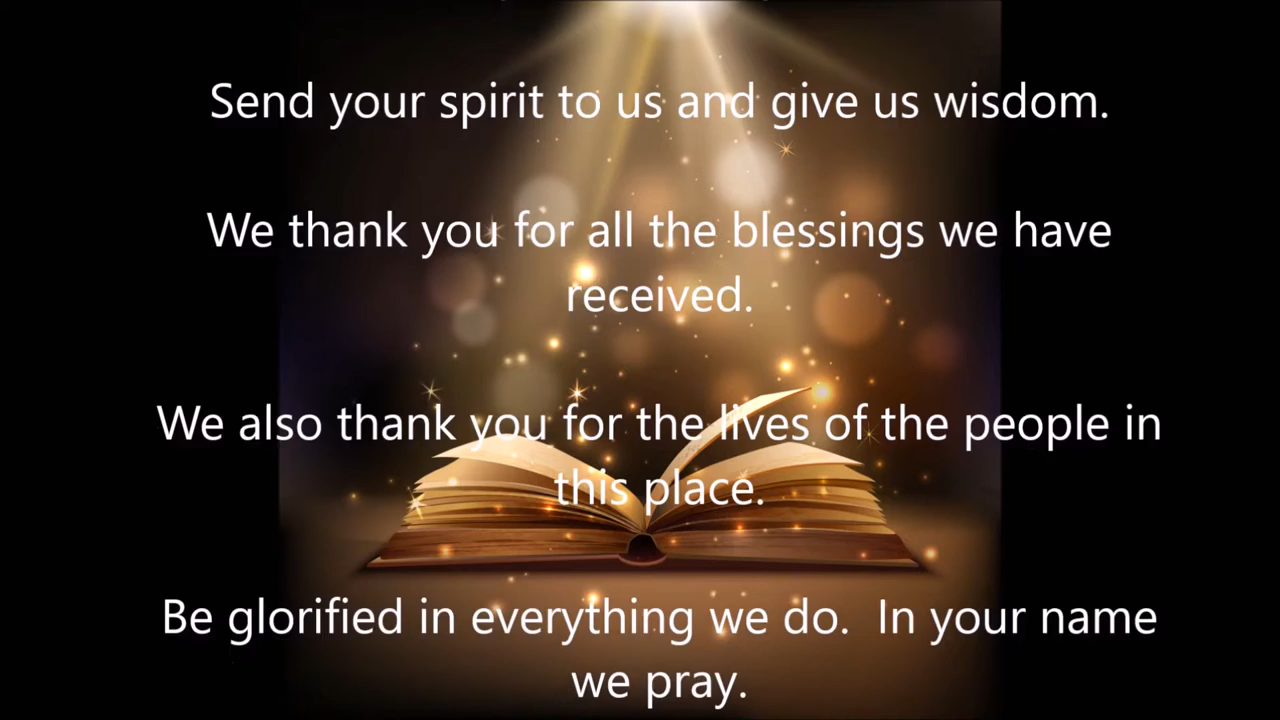 Send your spirit to us and give us wisdom.
We thank you for all the blessings we have
received.
We also thank you for the lives of the people in
this place.
Be glorified in everything we do.  In your name
we pray.